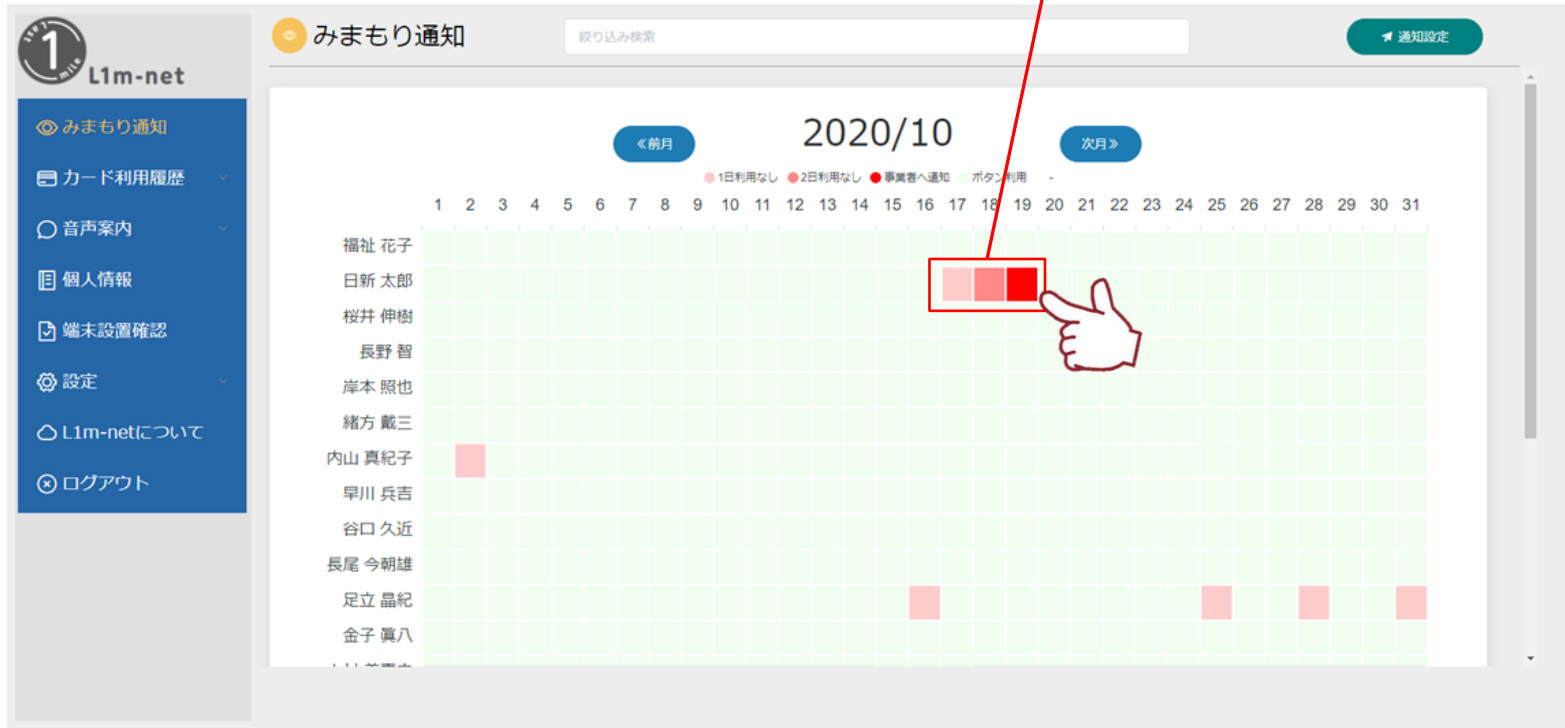 Last 1 mile
L1m-net
みまもり通知
カード利用履歴
音声案内
個人情報
端末設置確認
設定
L1m-netについて
ログアウト
みまもり通知
絞り込み検索
通知設定
≪前月
2020/10
次月≫
1日利用なし 2日利用なし 事業者へ通知 ボタン利用 -
1 2 3 4 5 6 7 8 9 10 11 12 13 14 15 16 17 18 19 20 21 22 23 24 25 26 27 28 29 30 31
福祉 花子
日新 太郎
桜井 伸樹
長野 智
岸本 照也
緒方 戴三
内山 真紀子
早川 兵吉
谷口 久近
長尾 今朝雄
足立 晶紀
金子 眞八